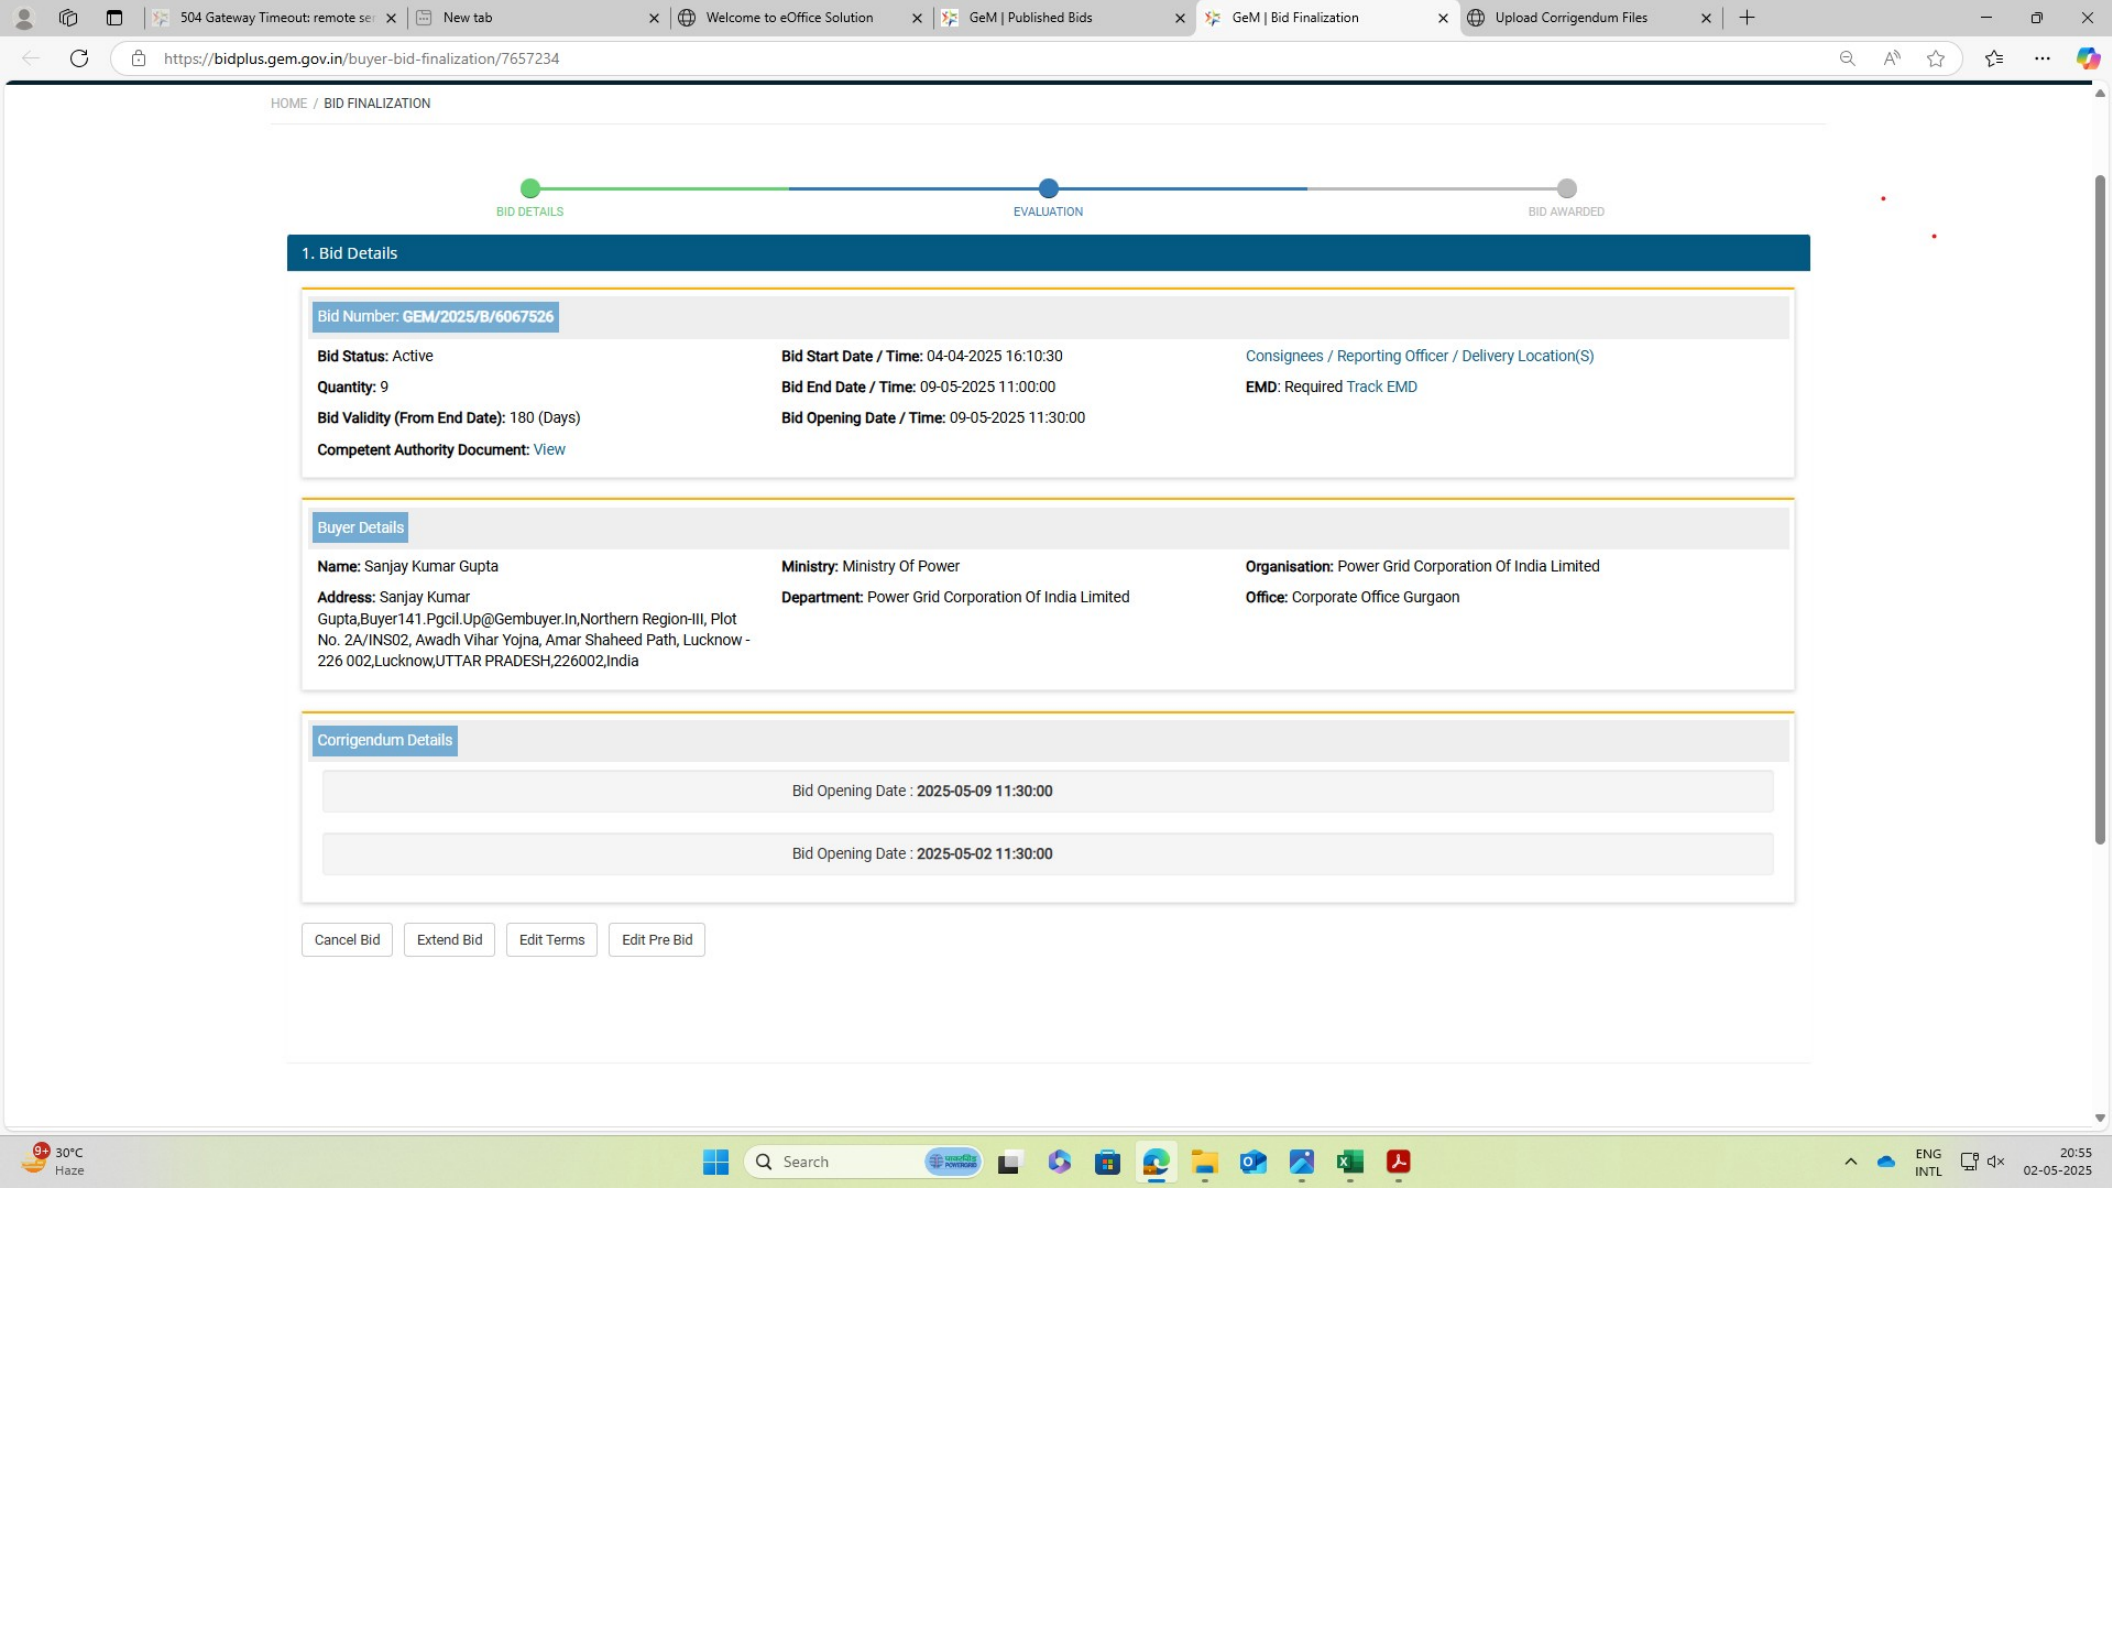 504 Gateway Timeout: remote ser
New tab
Welcome to eOffice Solution
GeM | Published Bids
GeM | Bid Finalization
Upload Corrigendum Files
https://bidplus.gem.gov.in/buyer-bid-finalization/7657234
HOME / BID FINALIZATION
BID DETAILS
EVALUATION
BID AWARDED
1. Bid Details
Bid Number: GEM/2025/B/6067526
Bid Status: Active
Bid Start Date / Time: 04-04-2025 16:10:30
Consignees / Reporting Officer / Delivery Location(S)
Quantity: 9
Bid End Date / Time: 09-05-2025 11:00:00
EMD: Required Track EMD
Bid Validity (From End Date): 180 (Days)
Bid Opening Date / Time: 09-05-2025 11:30:00
Competent Authority Document: View
Buyer Details
Name: Sanjay Kumar Gupta
Ministry: Ministry Of Power
Organisation: Power Grid Corporation Of India Limited
Address: Sanjay Kumar
Gupta,Buyer141.Pgcil.Up@Gembuyer.In,Northern Region-III, Plot
No. 2A/INS02, Awadh Vihar Yojna, Amar Shaheed Path, Lucknow -
226 002,Lucknow,UTTAR PRADESH,226002,India
Department: Power Grid Corporation Of India Limited
Office: Corporate Office Gurgaon
Corrigendum Details
Bid Opening Date : 2025-05-09 11:30:00
Bid Opening Date : 2025-05-02 11:30:00
Cancel Bid
Extend Bid
Edit Terms
Edit Pre Bid
9+
30°C
Haze
Search
पावरग्रिड
POWERGRID
ENG
INTL
20:55
02-05-2025